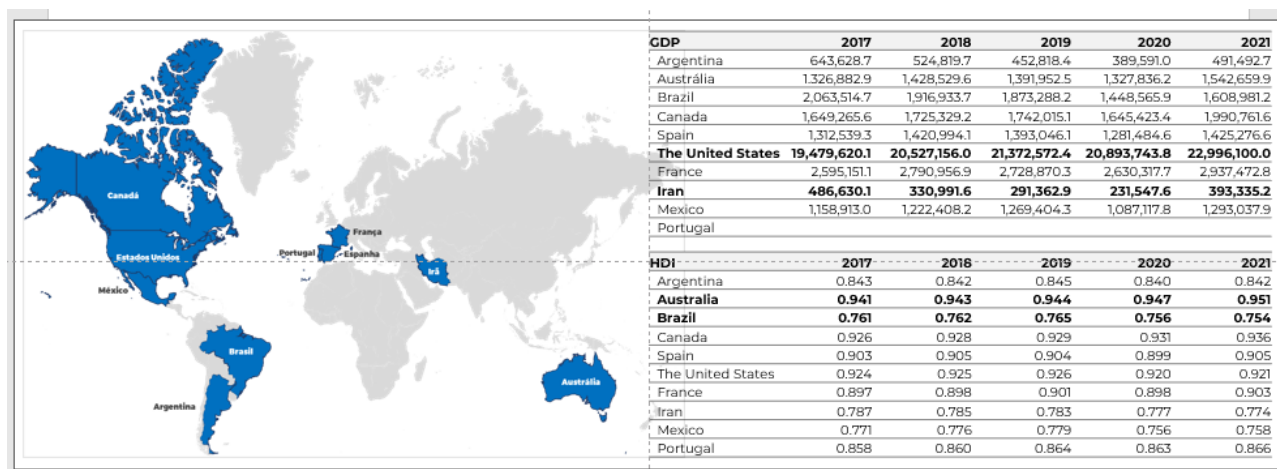 Canadá
Estados Unidos
México
Portugal
França
Espanha
Irã
Brasil
Argentina
Austrália
GDP 2017 2018 2019 2020 2021
Argentina 643,628.7 524,819.7 452,818.4 389,591.0 491,492.7
Austrália 1.326,882.9 1,428,529.6 1,391,952.5 1,327,836.2 1,542,659.9
Brazil 2,063,514.7 1,916,933.7 1,873,288.2 1,448,565.9 1,608,981.2
Canada 1,649,265.6 1,725,329.2 1,742,015.1 1,645,423.4 1,990,761.6
Spain 1,312,539.3 1,420,994.1 1,393,046.1 1,281,484.6 1,425,276.6
The United States 19,479,620.1 20,527,156.0 21,372,572.4 20,893,743.8 22,996,100.0
France 2,595,151.1 2,790,956.9 2,728,870.3 2,630,317.7 2,937,472.8
Iran 486,630.1 330,991.6 291,362.9 231,547.6 393,335.2
Mexico 1,158,913.0 1,222,408.2 1,269,404.3 1,087,117.8 1,293,037.9
Portugal
HDI 2017 2018 2019 2020 2021
Argentina 0.843 0.842 0.845 0.840 0.842
Australia 0.941 0.943 0.944 0.947 0.951
Brazil 0.761 0.762 0.765 0.756 0.754
Canada 0.926 0.928 0.929 0.931 0.936
Spain 0.903 0.905 0.904 0.899 0.905
The United States 0.924 0.925 0.926 0.920 0.921
France 0.897 0.898 0.901 0.898 0.903
Iran 0.787 0.785 0.783 0.777 0.774
Mexico 0.771 0.776 0.779 0.756 0.758
Portugal 0.858 0.860 0.864 0.863 0.866